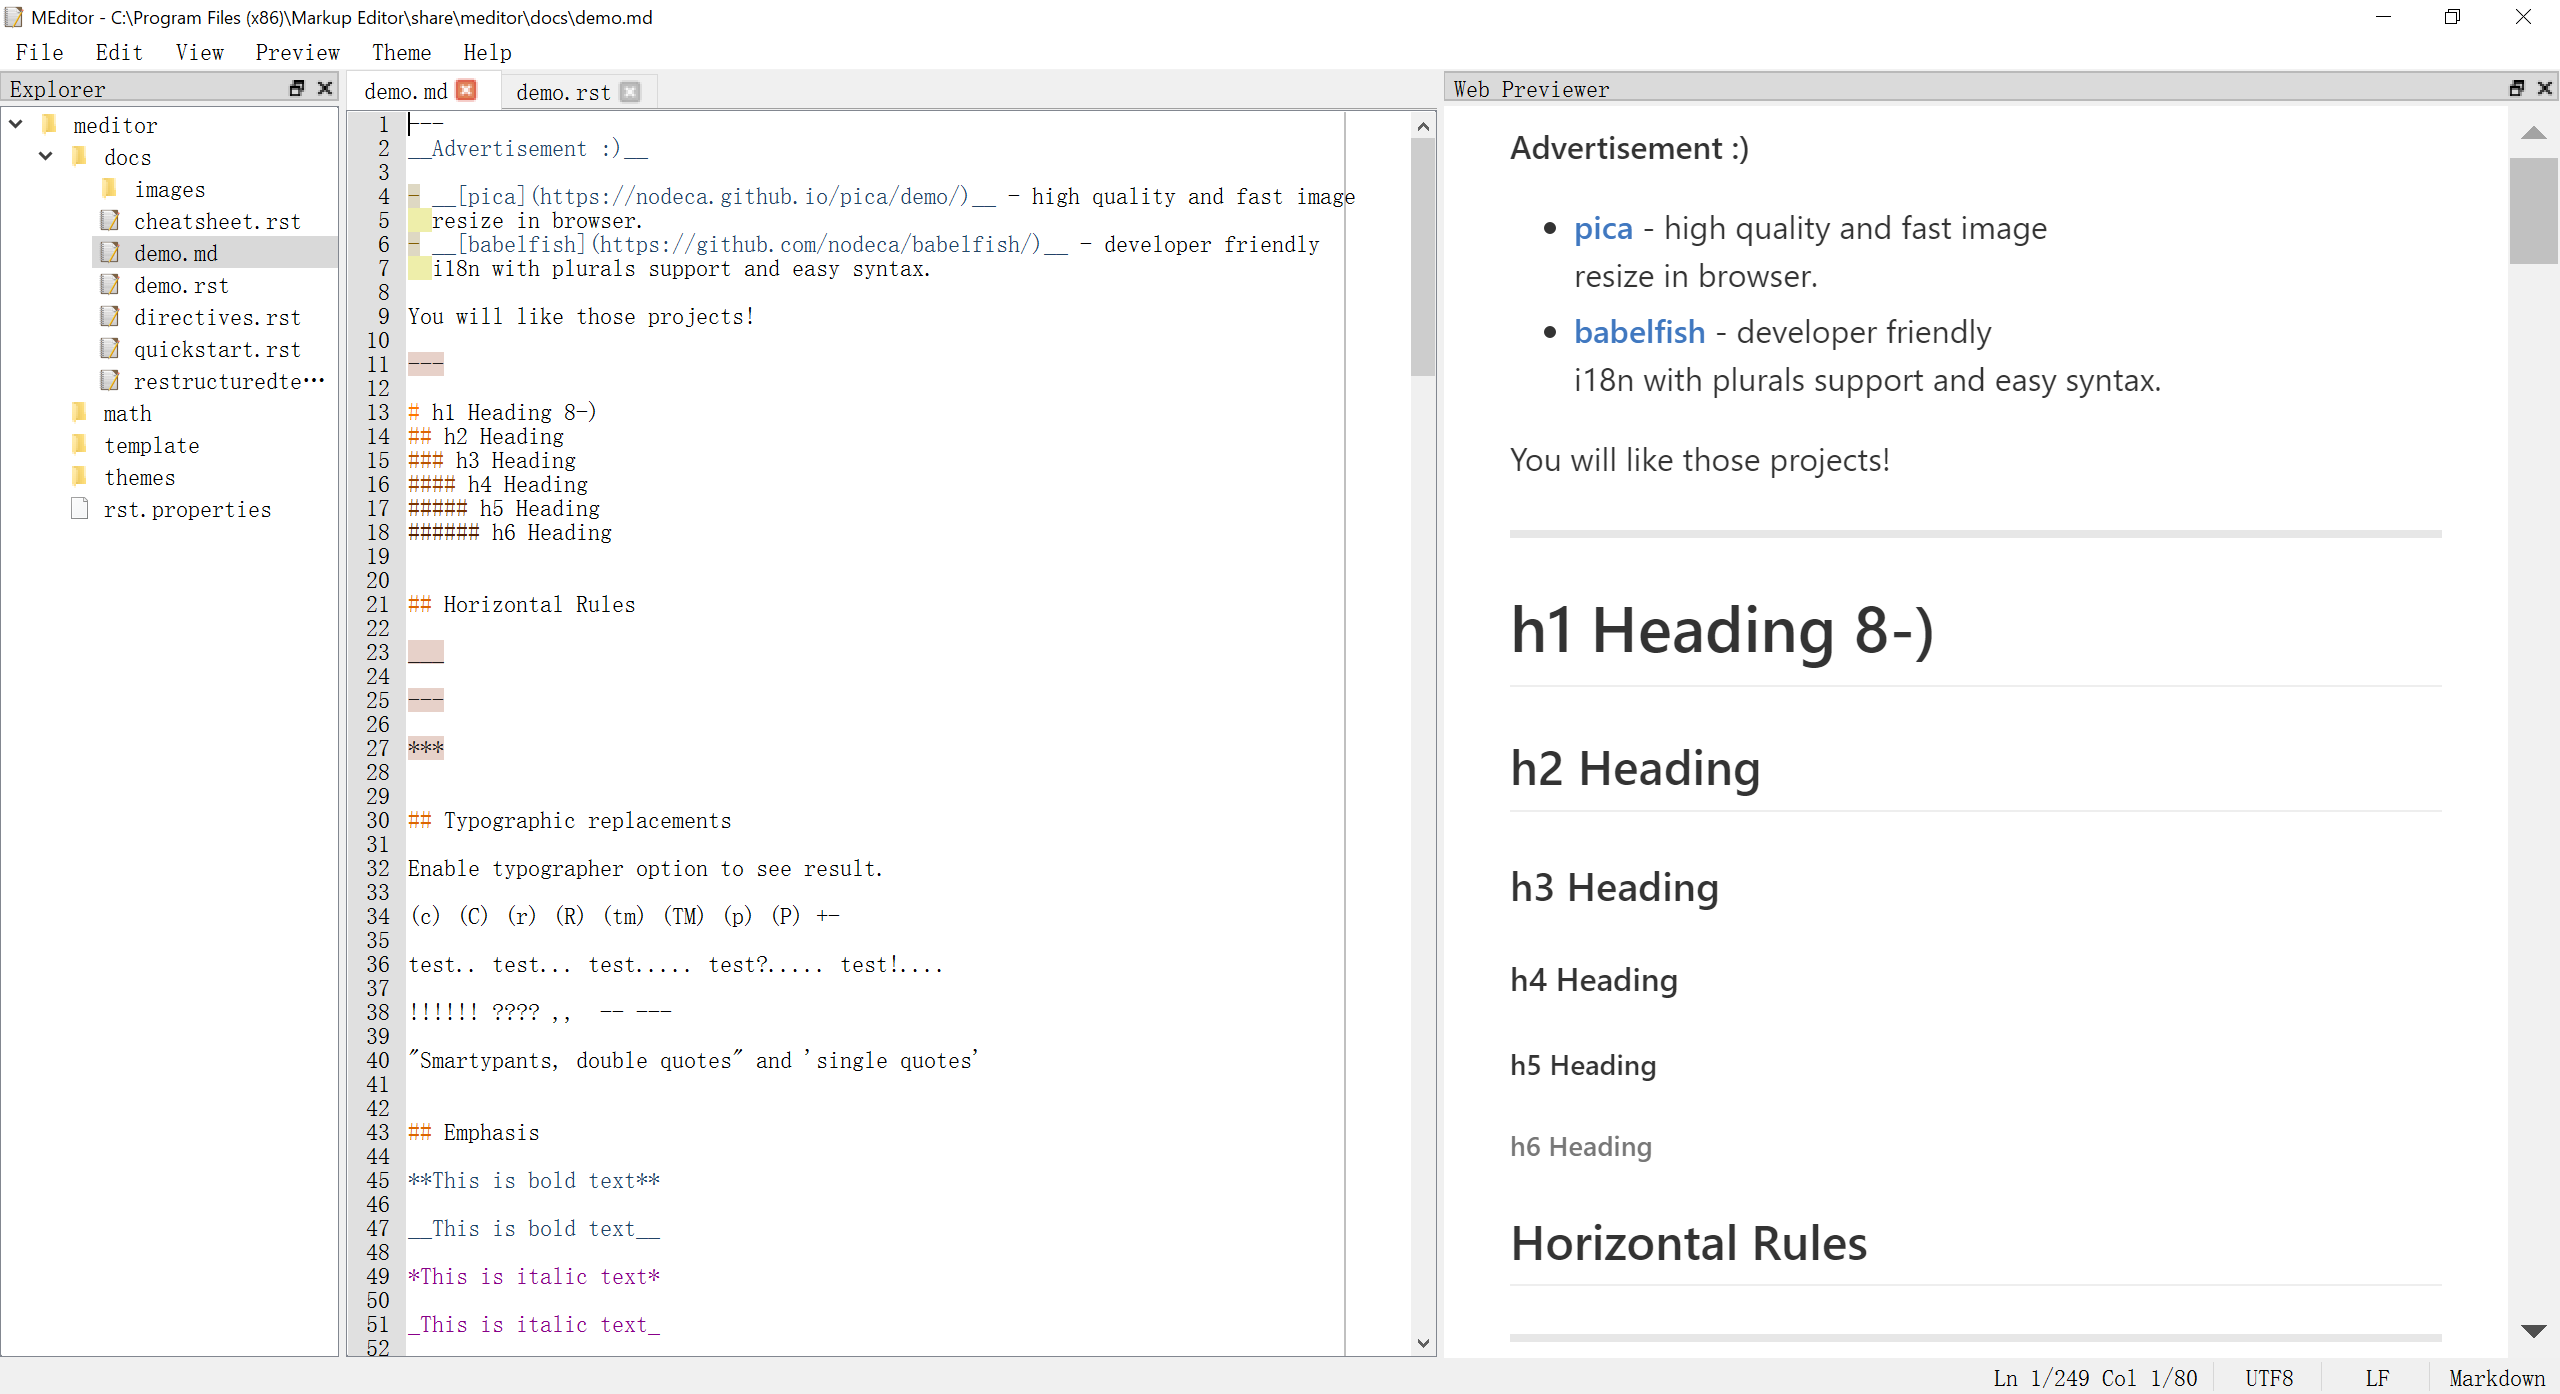 MEditor - C:\Program Files (x86)\Markup Editor\share\meditor\docs\demo.md
File Edit View Preview Theme Help
Explorer
meditor
docs
images
cheatsheet.rst
demo.md
demo.rst
directives.rst
quickstart.rst
restructuredte···
math
template
themes
rst.properties
demo.md demo.rst
1 ---
2 __Advertisement :)__
3
4 - __[pica](https://nodeca.github.io/pica/demo/)__ - high quality and fast image
5 resize in browser.
6 - __[babelfish](https://github.com/nodeca/babelfish/)__ - developer friendly
7 i18n with plurals support and easy syntax.
8
9 You will like those projects!
10
11 ---
12
13 # h1 Heading 8-)
14 ## h2 Heading
15 ### h3 Heading
16 #### h4 Heading
17 ##### h5 Heading
18 ###### h6 Heading
19
20
21 ## Horizontal Rules
22
23 ___
24
25 ---
26
27 ***
28
29
30 ## Typographic replacements
31
32 Enable typographer option to see result.
33
34 (c) (C) (r) (R) (tm) (TM) (p) (P) +-
35
36 test.. test... test..... test?..... test!....
37
38 !!!!!! ???? ,,  -- ---
39
40 "Smartypants, double quotes" and 'single quotes'
41
42
43 ## Emphasis
44
45 **This is bold text**
46
47 __This is bold text__
48
49 *This is italic text*
50
51 _This is italic text_
52
Web Previewer
Advertisement :)
• pica - high quality and fast image
resize in browser.
• babelfish - developer friendly
i18n with plurals support and easy syntax.
You will like those projects!
h1 Heading 8-)
h2 Heading
h3 Heading
h4 Heading
h5 Heading
h6 Heading
Horizontal Rules
Ln 1/249 Col 1/80 UTF8 LF Markdown